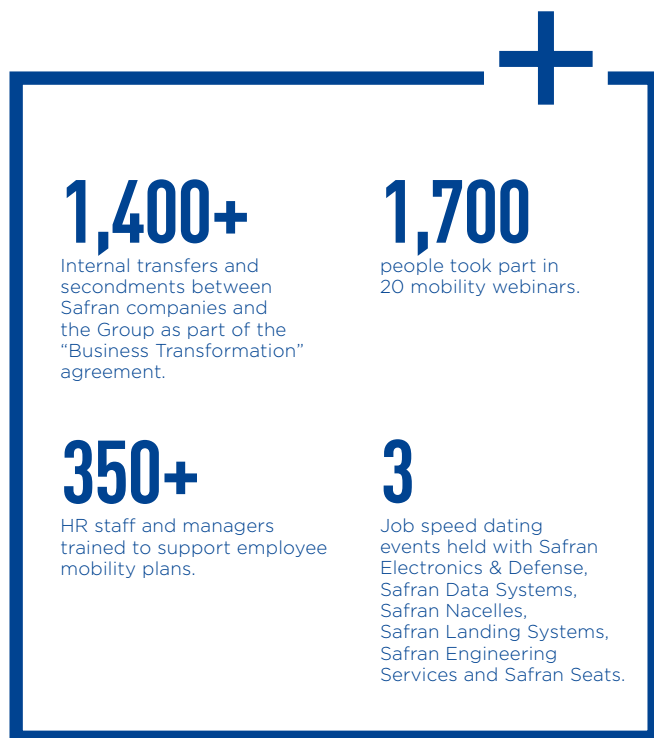 1,400+
Internal transfers and
secondments between
Safran companies and
the Group as part of the
“Business Transformation”
agreement.
1,700
people took part in
20 mobility webinars.
350+
HR staff and managers
trained to support employee
mobility plans.
3
Job speed dating
events held with Safran
Electronics & Defense,
Safran Data Systems,
Safran Nacelles,
Safran Landing Systems,
Safran Engineering
Services and Safran Seats.